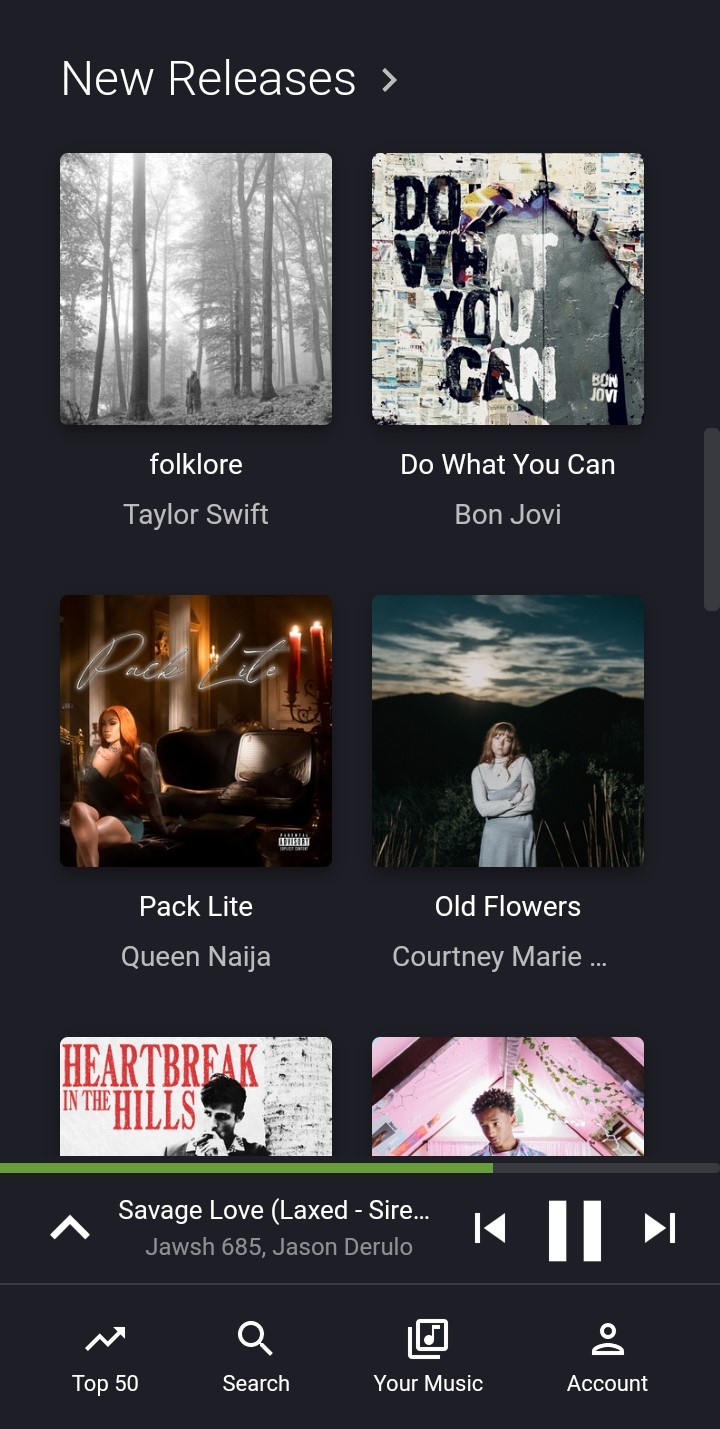 New Releases
DO
WHAT
YOU
CAN
BON
JOVI
folklore
Do What You Can
Taylor Swift
Bon Jovi
Pack Lite
PARENTAL
ADVISORY
EXPLICIT CONTENT
Pack Lite
Old Flowers
Queen Naija
Courtney Marie ...
HEARTBREAK
IN THE HILLS
Savage Love (Laxed - Sire...
Jawsh 685, Jason Derulo
Top 50
Search
Your Music
Account